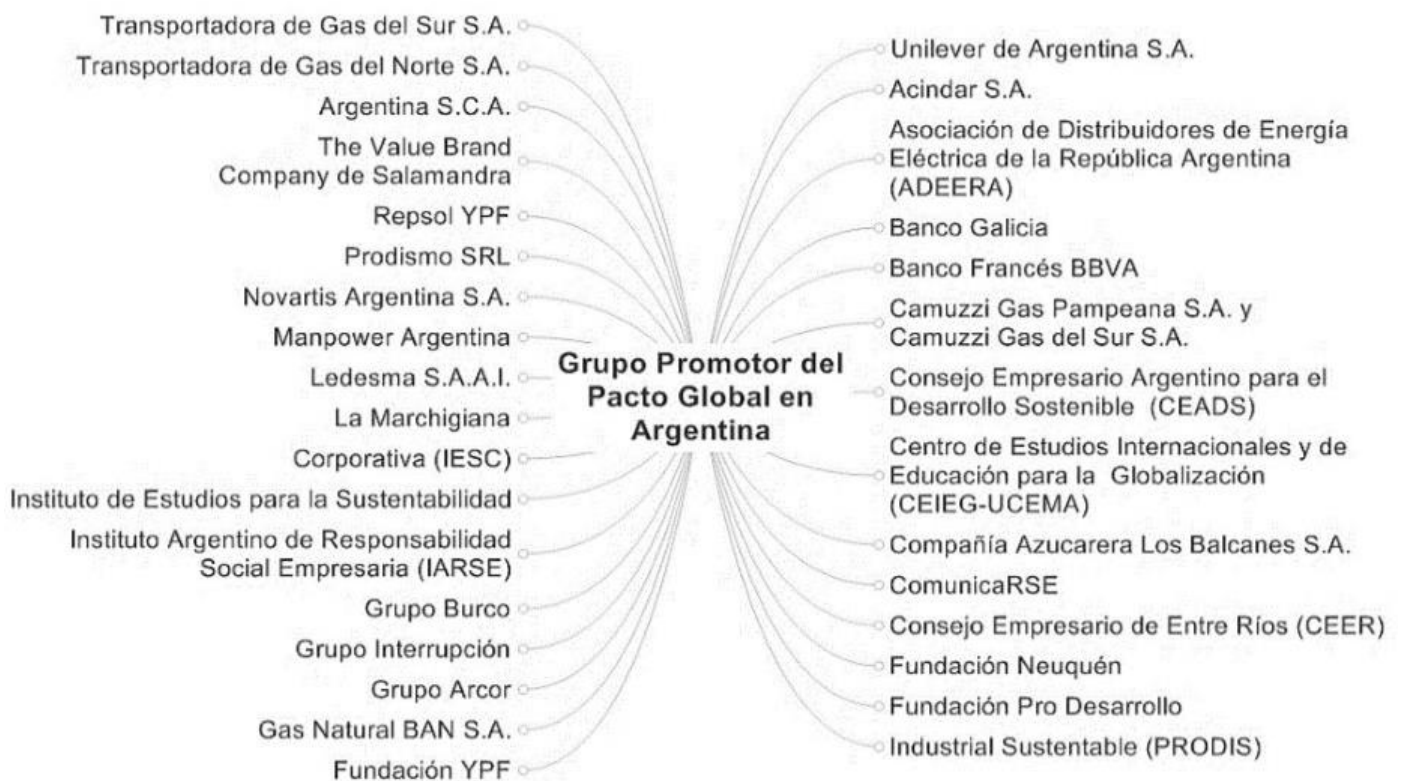 Transportadora de Gas del Sur S.A.
Transportadora de Gas del Norte S.A.
Argentina S.C.A.
The Value Brand
Company de Salamandra
Repsol YPF
Prodismo SRL
Novartis Argentina S.A.
Manpower Argentina
Ledesma S.A.A.I.
La Marchigiana
Corporativa (IESC)
Instituto de Estudios para la Sustentabilidad
Instituto Argentino de Responsabilidad
Social Empresaria (IARSE)
Grupo Burco
Grupo Interrupción
Grupo Arcor
Gas Natural BAN S.A.
Fundación YPF
Grupo Promotor del
Pacto Global en
Argentina
Unilever de Argentina S.A.
Acindar S.A.
Asociación de Distribuidores de Energía
Eléctrica de la República Argentina
(ADEERA)
Banco Galicia
Banco Francés BBVA
Camuzzi Gas Pampeana S.A. y
Camuzzi Gas del Sur S.A.
Consejo Empresario Argentino para el
Desarrollo Sostenible (CEADS)
Centro de Estudios Internacionales y de
Educación para la Globalización
(CEIEG-UCEMA)
Compañía Azucarera Los Balcanes S.A.
ComunicaRSE
Consejo Empresario de Entre Ríos (CEER)
Fundación Neuquén
Fundación Pro Desarrollo
Industrial Sustentable (PRODIS)